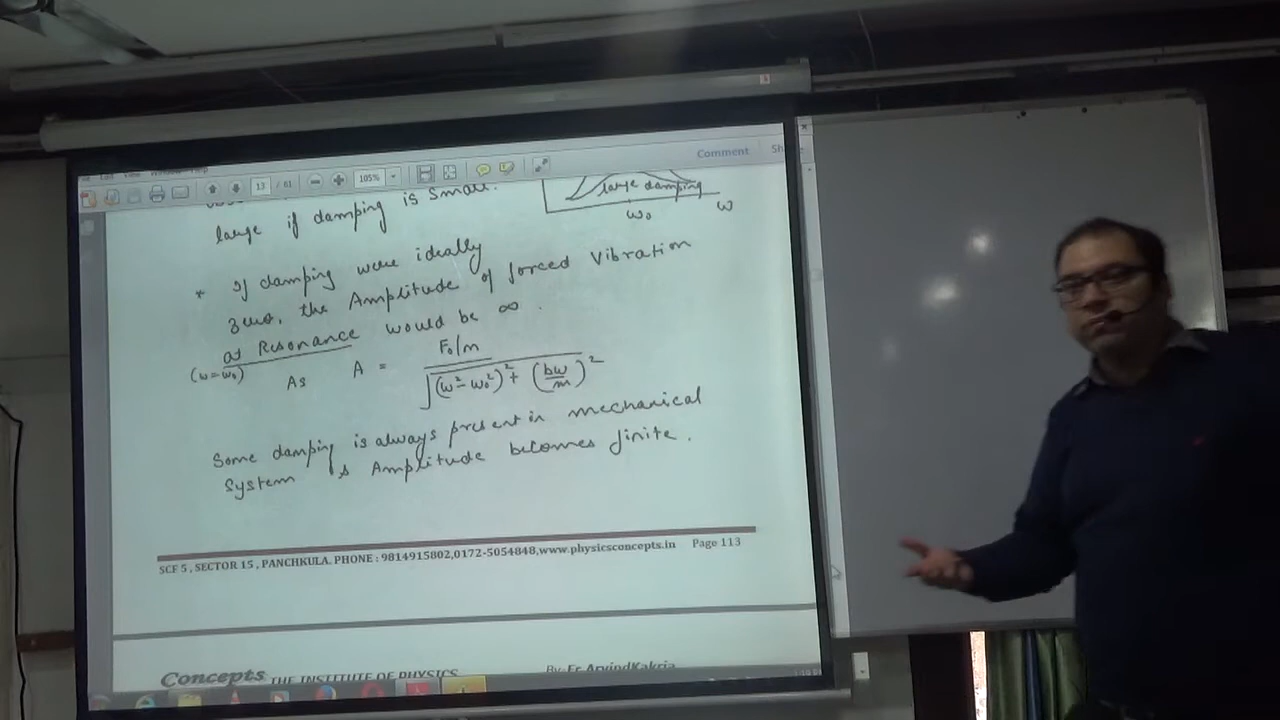 Comment
13 / 61
105%
large if damping is small.
large damping
ω₀ ω
* If damping were ideally
zero, the Amplitude of forced Vibration
at Resonance would be ∞.
(ω=ω₀) As A = F₀/m / √((ω²-ω₀²)² + (bω/m)²)
Some damping is always present in mechanical
System & Amplitude becomes finite.
SCF 5 , SECTOR 15 , PANCHKULA. PHONE : 9814915802,0172-5054848,www.physicsconcepts.in Page 113
Concepts THE INSTITUTE OF PHYSICS By- Er.ArvindKakria